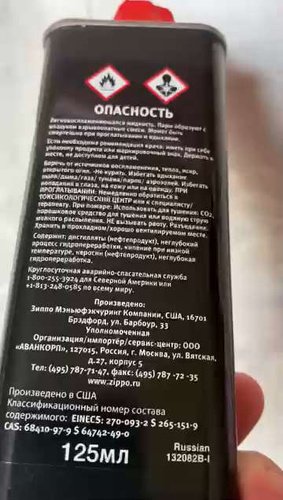 ОПАСНОСТЬ
Легковоспламеняющаяся жидкость. Пары образуют с
воздухом взрывоопасные смеси. Может быть
смертельно при проглатывании и вдыхании.
Если необходима рекомендация врача: иметь при себе
упаковку продукта или маркировочный знак. Держать в
месте, не доступном для детей.
Беречь от источников воспламенения, тепла, искр,
открытого огня. -Не курить. Избегать вдыхание
пыли/дыма/газа/тумана/паров/аэрозолей. Избегать
попадания в глаза, на кожу или на одежду. ПРИ
ПРОГЛАТЫВАНИИ: Немедленно обратиться в
ТОКСИКОЛОГИЧЕСКИЙ ЦЕНТР или к специалисту/
терапевту. При пожаре: Использовать для тушения: CO2,
порошковое средство для тушения или водяную струю
мелкого распыления. НЕ вызывать рвоту. Разъедание.
Хранить в прохладном/хорошо вентилируемом месте.
Содержит: дистилляты (нефтепродукт), неглубокий
процесс гидропереработки, кипение при низкой
температуре, керосин (нефтепродукт), неглубокая
гидропереработка.
Круглосуточная аварийно-спасательная служба
1-800-255-3924 для Северной Америки или
+1-813-248-0585 по всему миру.
Произведено:
Зиппо Мэньюфэкчуринг Компани, США, 16701
Брэдфорд, ул. Барбоур, 33
Уполномоченная
Организация/импортёр/сервис-центр: ООО
«АВАНКОРП», 127015, Россия, г. Москва, ул. Вятская,
д.27, корпус 5
Тел: (495) 787-71-47, факс: (495) 787 -72 -35
www.zippo.com
Произведено в США
Классификационный номер состава
содержимого: EINECS: 270-093-2 $ 265-151-9
CAS: 68410-97-9 $ 64742-49-0
125МЛ
Russian
132082B-I